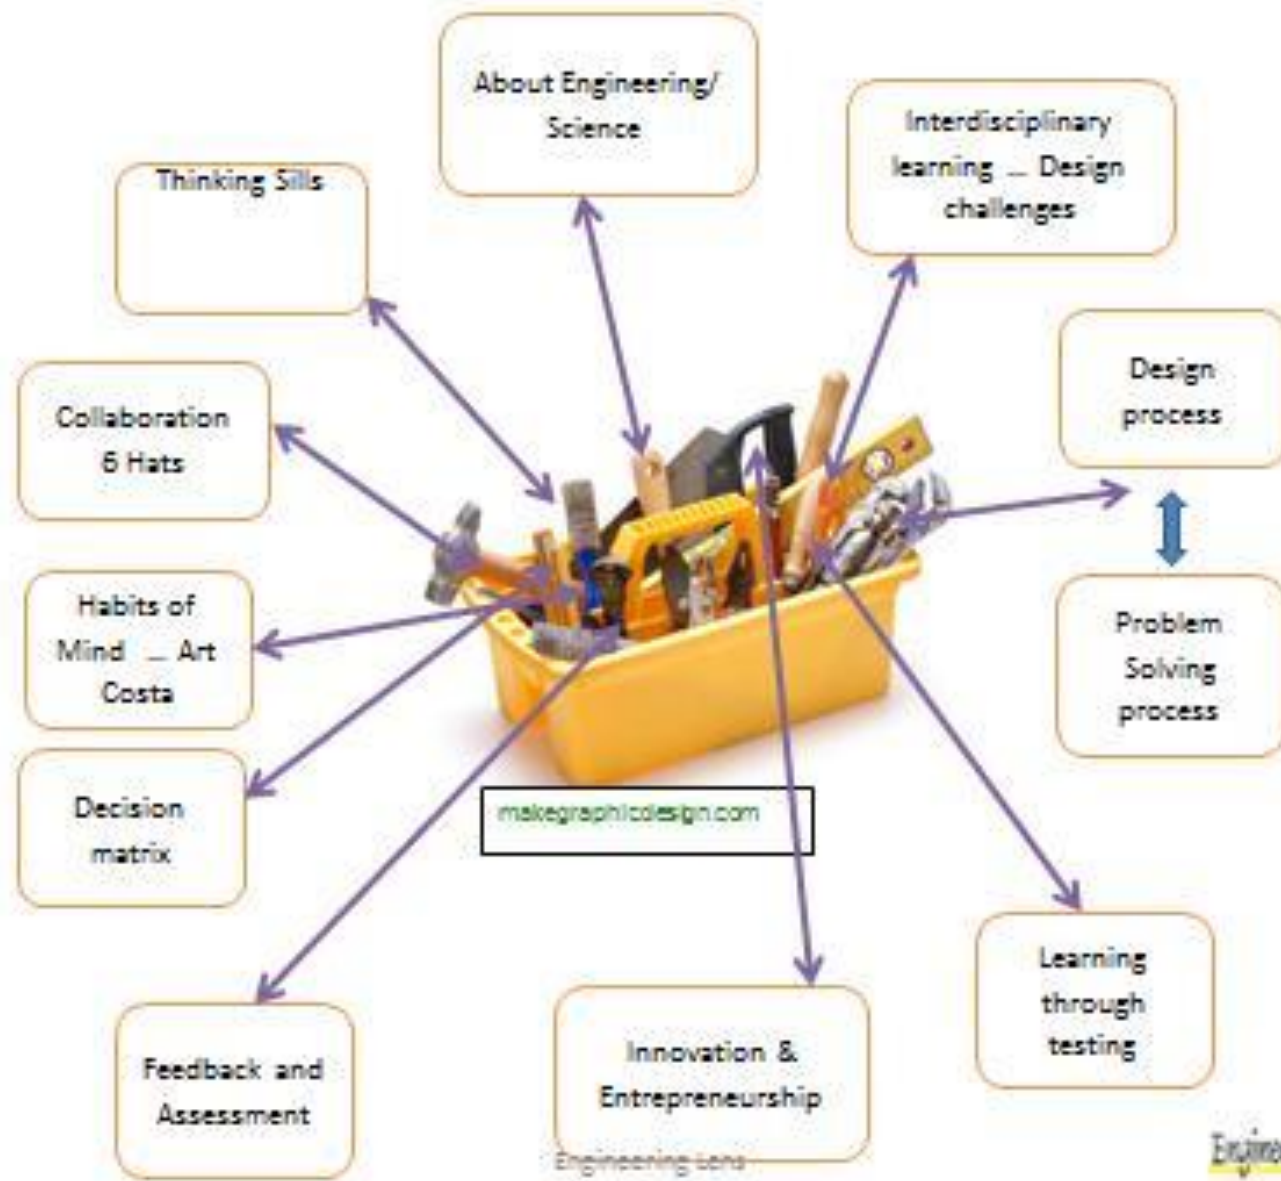 About Engineering/
Science
Interdisciplinary
learning ... Design
challenges
Thinking Sills
Design
process
Collaboration
6 Hats
Habits of
Mind ... Art
Costa
Problem
Solving
process
Decision
matrix
makegraphicdesign.com
Learning
through
testing
Feedback and
Assessment
Innovation &
Entrepreneurship
Engineering Lens